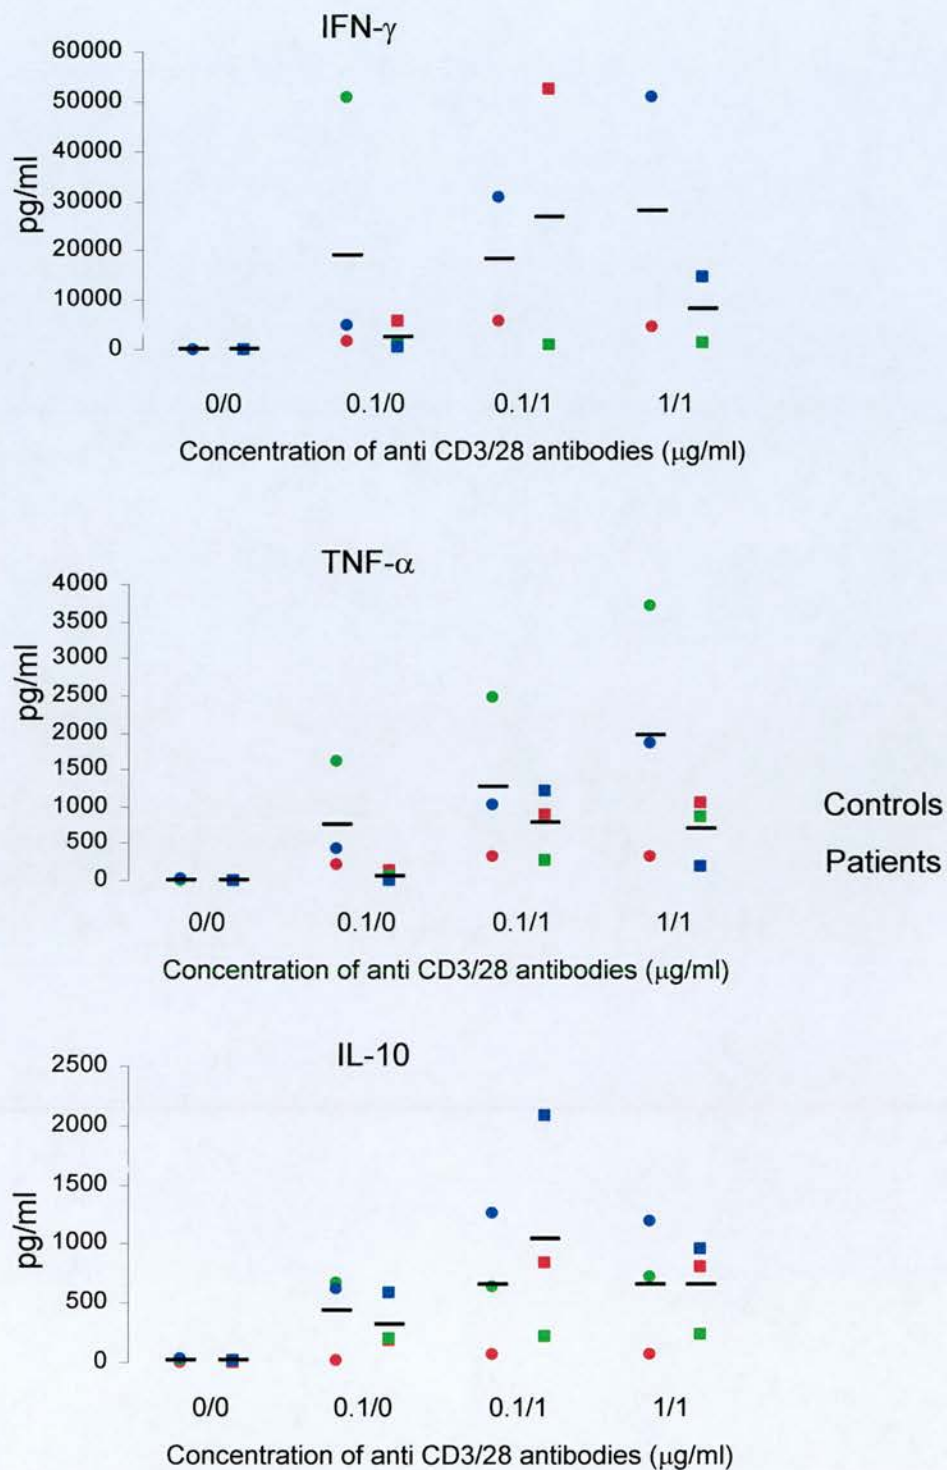 IFN-γ
60000
50000
40000
30000
20000
10000
0
pg/ml
0/0 0.1/0 0.1/1 1/1
Concentration of anti CD3/28 antibodies (μg/ml)
TNF-α
4000
3500
3000
2500
2000
1500
1000
500
0
pg/ml
0/0 0.1/0 0.1/1 1/1
Concentration of anti CD3/28 antibodies (μg/ml)
Controls
Patients
IL-10
2500
2000
1500
1000
500
0
pg/ml
0/0 0.1/0 0.1/1 1/1
Concentration of anti CD3/28 antibodies (μg/ml)